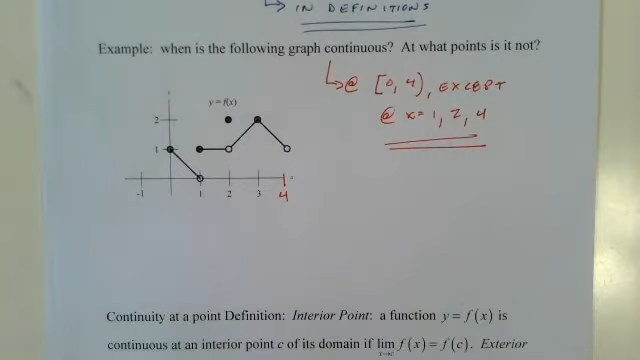 IN DEFINITIONS
Example: when is the following graph continuous? At what points is it not?
@ [0, 4), EXCEPT
@ x = 1, 2, 4
y = f(x)
2
1
-1 1 2 3 4
Continuity at a point Definition: Interior Point: a function y = f(x) is
continuous at an interior point c of its domain if lim f(x) = f(c). Exterior
x→c